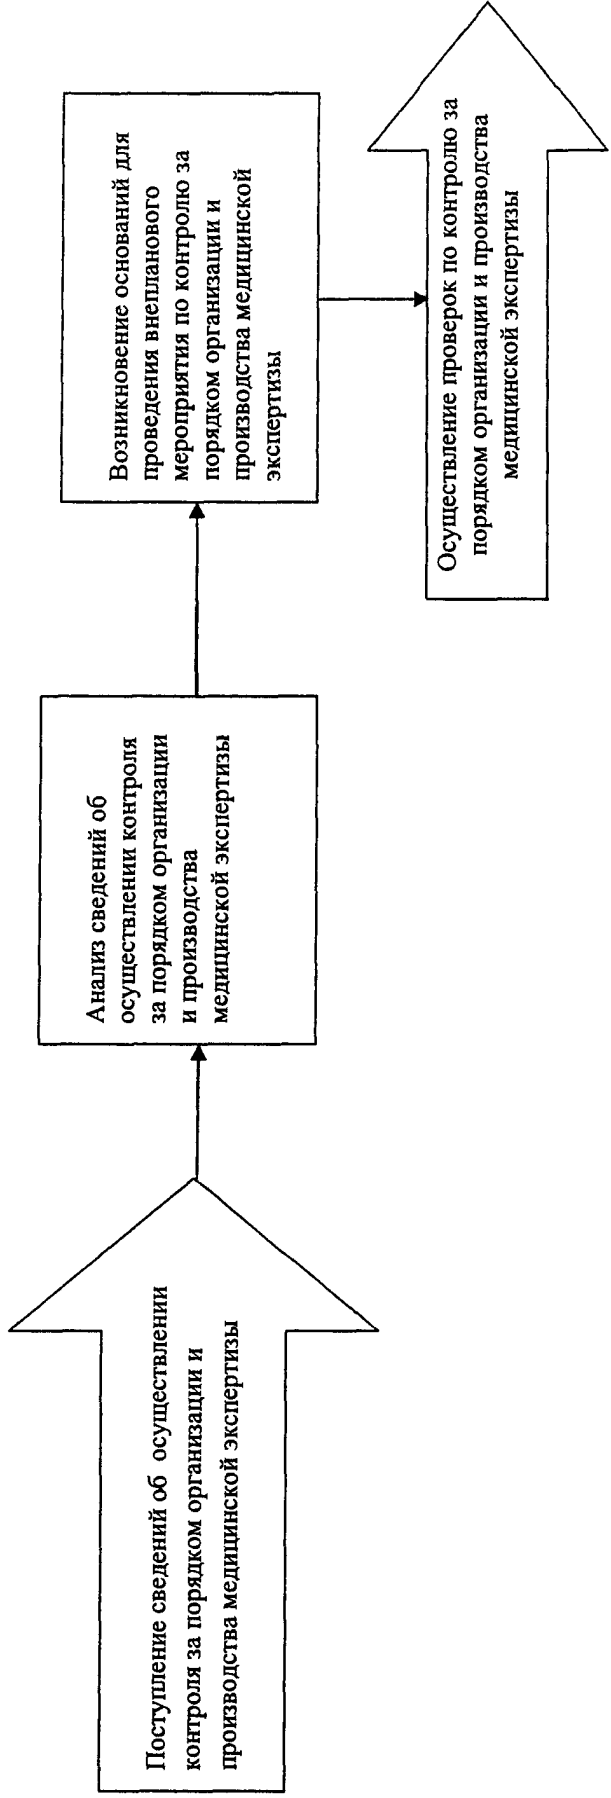 Поступление сведений об осуществлении
контроля за порядком организации и
производства медицинской экспертизы
Анализ сведений об
осуществлении контроля
за порядком организации
и производства
медицинской экспертизы
Возникновение оснований для
проведения внепланового
мероприятия по контролю за
порядком организации и
производства медицинской
экспертизы
Осуществление проверок по контролю за
порядком организации и производства
медицинской экспертизы